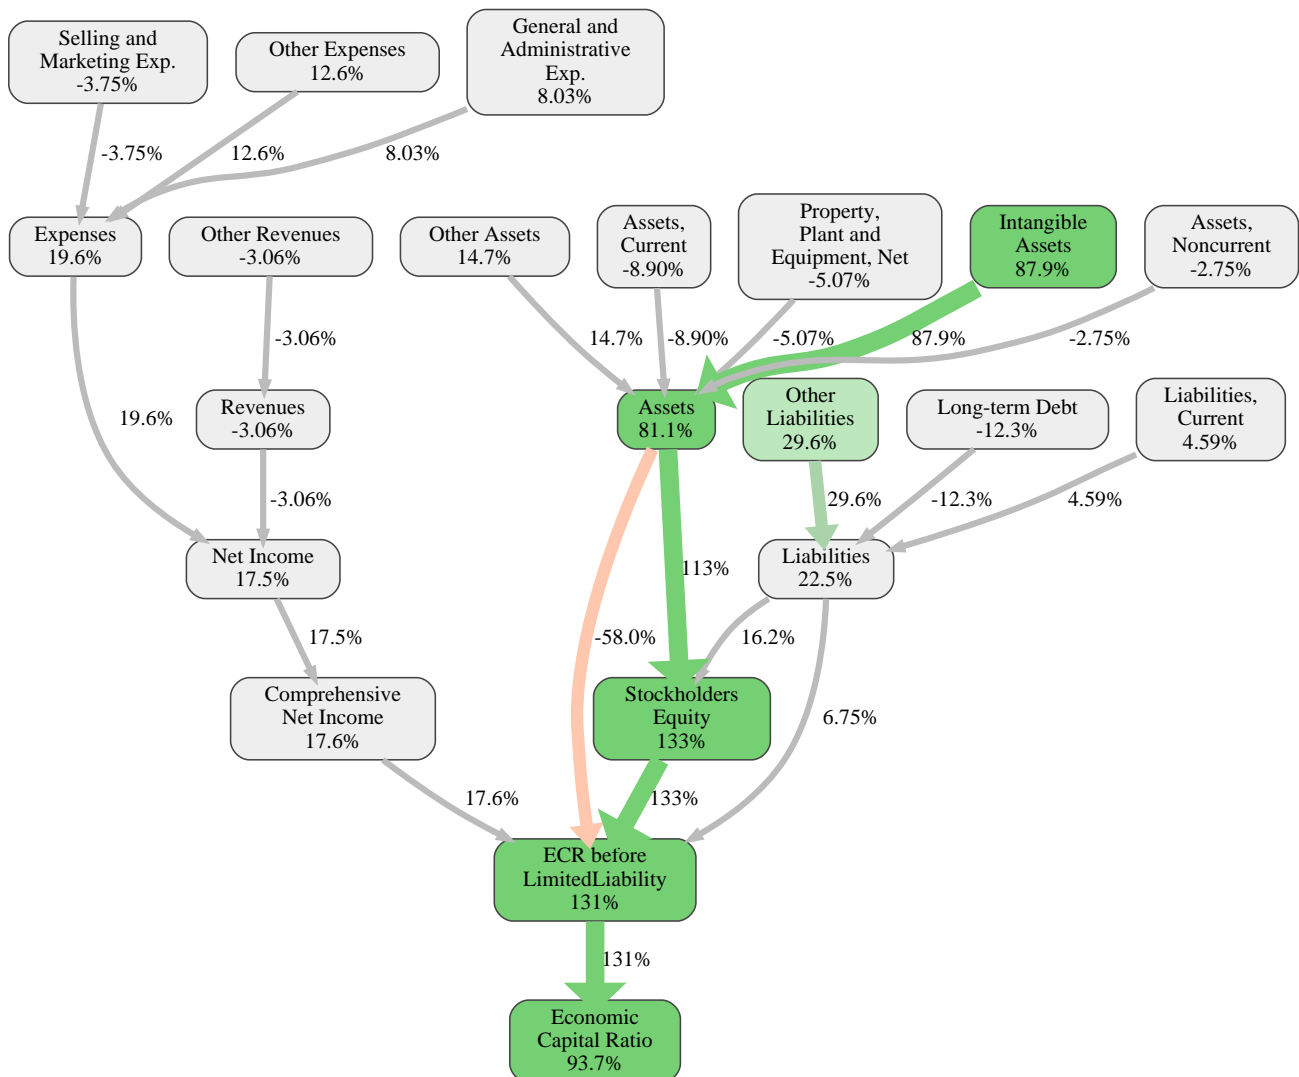 Selling and
Marketing Exp.
-3.75%
Other Expenses
12.6%
General and
Administrative
Exp.
8.03%
-3.75%
12.6%
8.03%
Expenses
19.6%
Other Revenues
-3.06%
Other Assets
14.7%
Assets,
Current
-8.90%
Property,
Plant and
Equipment, Net
-5.07%
Intangible
Assets
87.9%
Assets,
Noncurrent
-2.75%
-3.06%
14.7%
-8.90%
-5.07%
87.9%
-2.75%
19.6%
Revenues
-3.06%
Assets
81.1%
Other
Liabilities
29.6%
Long-term Debt
-12.3%
Liabilities,
Current
4.59%
-3.06%
29.6%
-12.3%
4.59%
Net Income
17.5%
113%
Liabilities
22.5%
17.5%
-58.0%
16.2%
Comprehensive
Net Income
17.6%
Stockholders
Equity
133%
6.75%
17.6%
133%
ECR before
LimitedLiability
131%
131%
Economic
Capital Ratio
93.7%